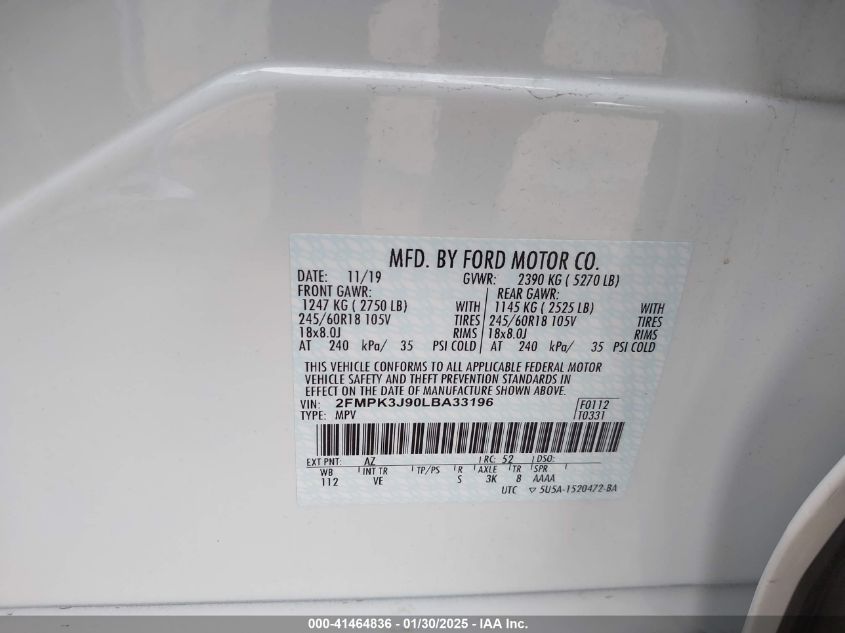 MFD. BY FORD MOTOR CO.
DATE: 11/19 GVWR: 2390 KG ( 5270 LB)
FRONT GAWR: REAR GAWR:
1247 KG ( 2750 LB) WITH 1145 KG ( 2525 LB) WITH
245/60R18 105V TIRES 245/60R18 105V TIRES
18x8.0J RIMS 18x8.0J RIMS
AT 240 kPa/ 35 PSI COLD AT 240 kPa/ 35 PSI COLD
THIS VEHICLE CONFORMS TO ALL APPLICABLE FEDERAL MOTOR
VEHICLE SAFETY AND THEFT PREVENTION STANDARDS IN
EFFECT ON THE DATE OF MANUFACTURE SHOWN ABOVE.
VIN: 2FMPK3J90LBA33196 F0112
TYPE: MPV T0331
EXT PNT: AZ RC: 52 DSO:
WB INT TR TP/PS R AXLE TR SPR
112 VE S 3K 8 AAAA
UTC ▽ 5U5A-1520472-BA
000-41464836 / 01/30/2025 - IAA Inc.